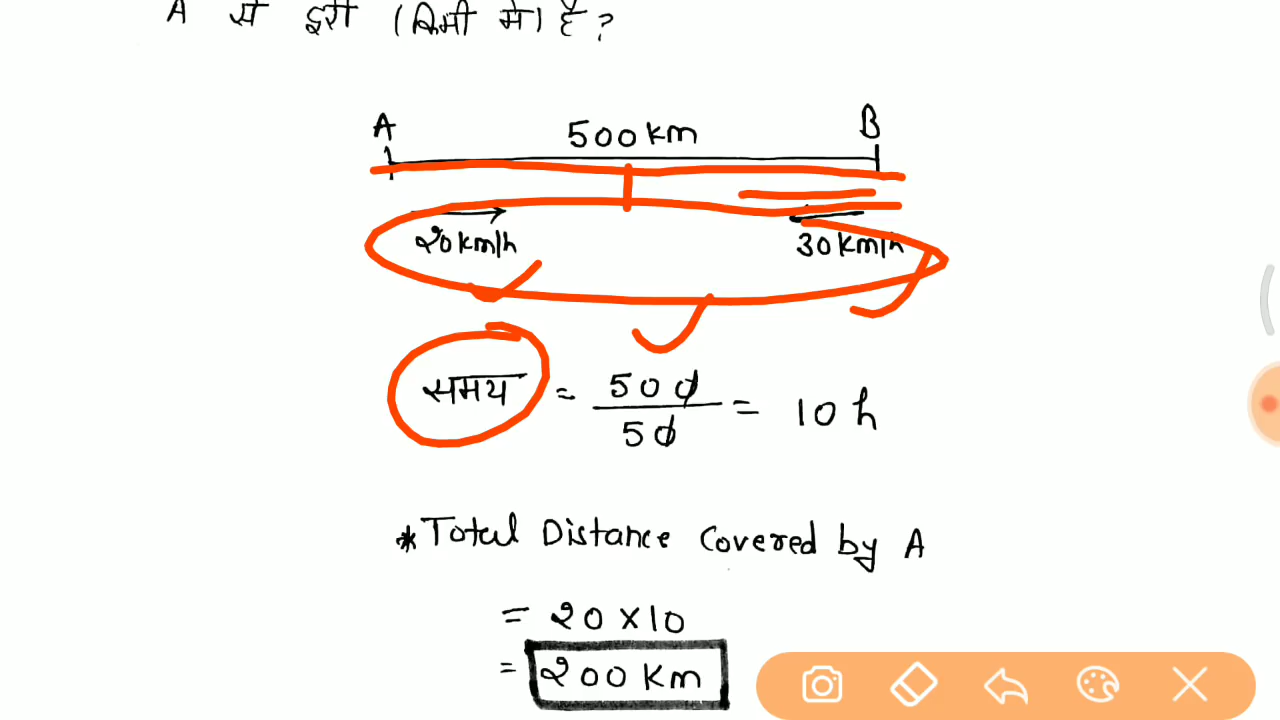 A से दूरी (किमी में) है ?
A 500 km B
20 km/h 30 km/h
समय = 500/50 = 10 h
* Total Distance Covered by A
= 20 x 10
= 200 Km